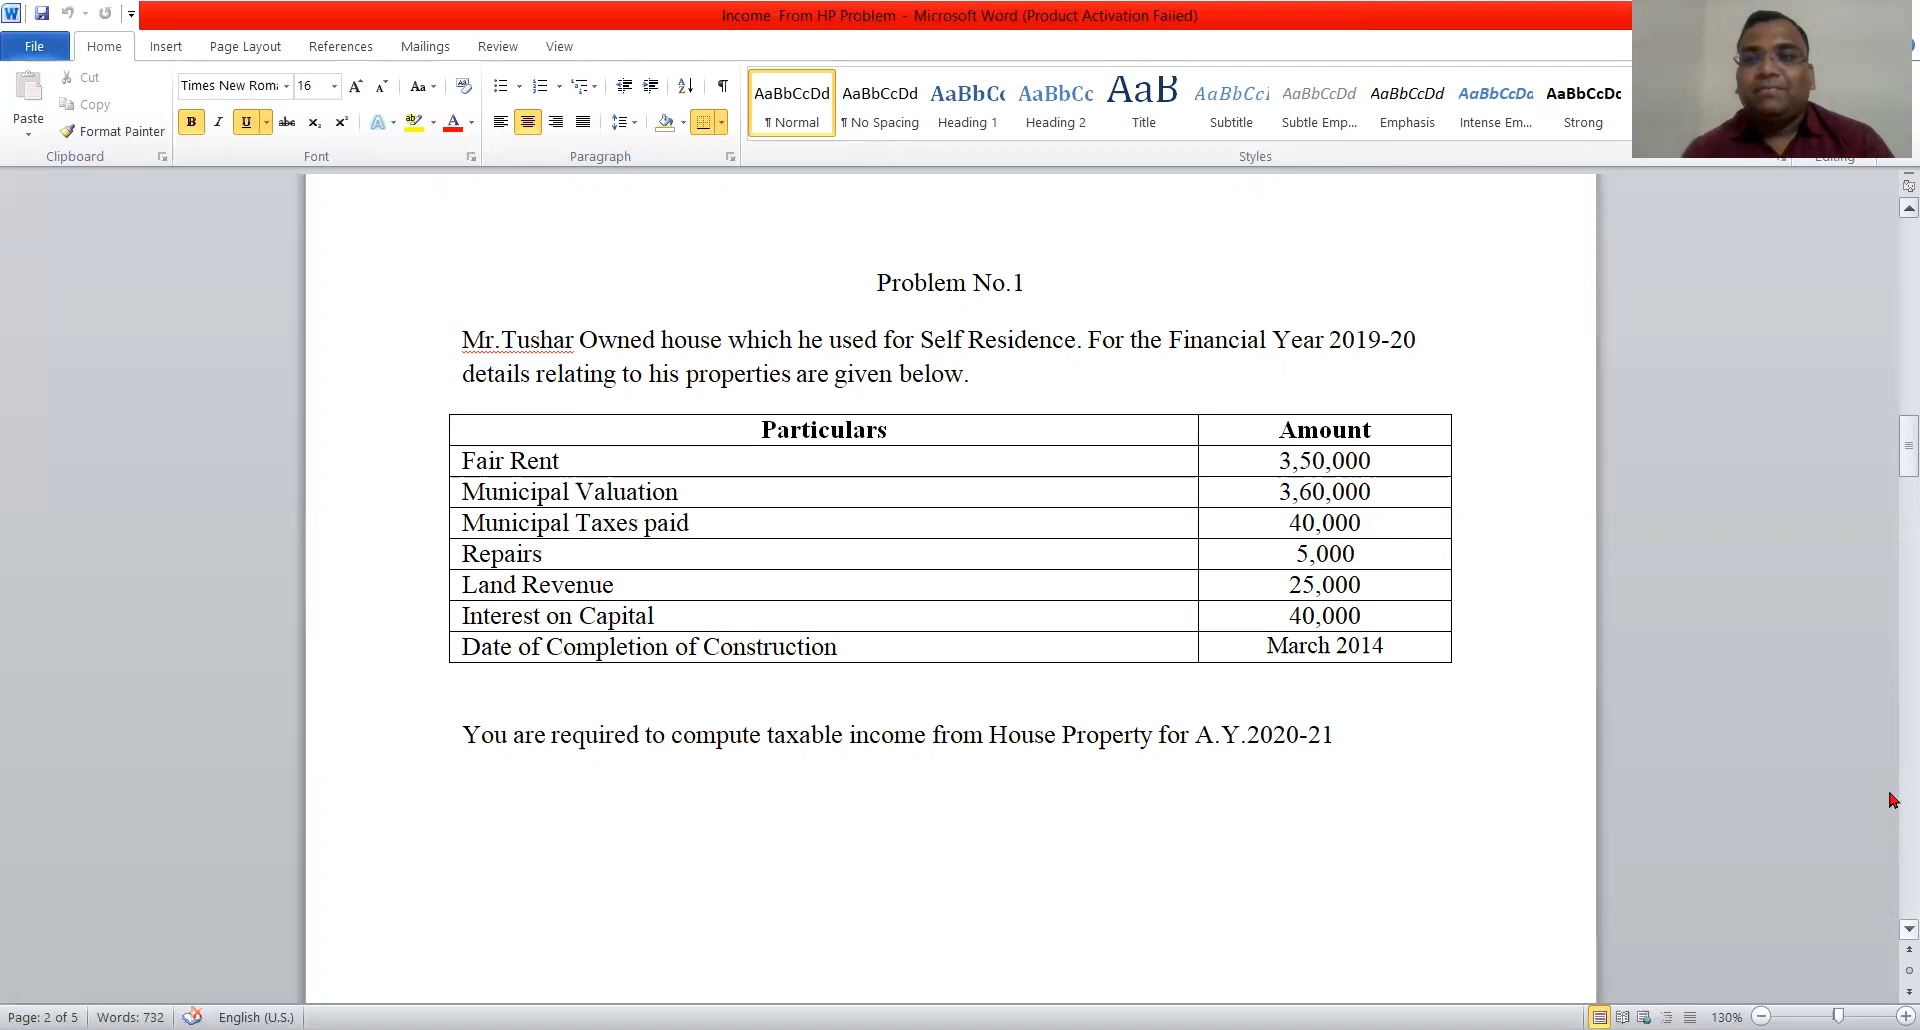 Income From HP Problem - Microsoft Word (Product Activation Failed)
File Home Insert Page Layout References Mailings Review View
Cut
Copy
Paste
Format Painter
Clipboard
Times New Rom 16
Font
Paragraph
AaBbCcDd AaBbCcDd AaBbCc AaBbCc AaB AaBbCcI AaBbCcDd AaBbCcDd AaBbCcDd AaBbCcDd
¶ Normal ¶ No Spacing Heading 1 Heading 2 Title Subtitle Subtle Emp... Emphasis Intense Em... Strong
Styles
Editing
Problem No.1
Mr.Tushar Owned house which he used for Self Residence. For the Financial Year 2019-20
details relating to his properties are given below.
Particulars Amount
Fair Rent 3,50,000
Municipal Valuation 3,60,000
Municipal Taxes paid 40,000
Repairs 5,000
Land Revenue 25,000
Interest on Capital 40,000
Date of Completion of Construction March 2014
You are required to compute taxable income from House Property for A.Y.2020-21
Page: 2 of 5 Words: 732 English (U.S.) 130%